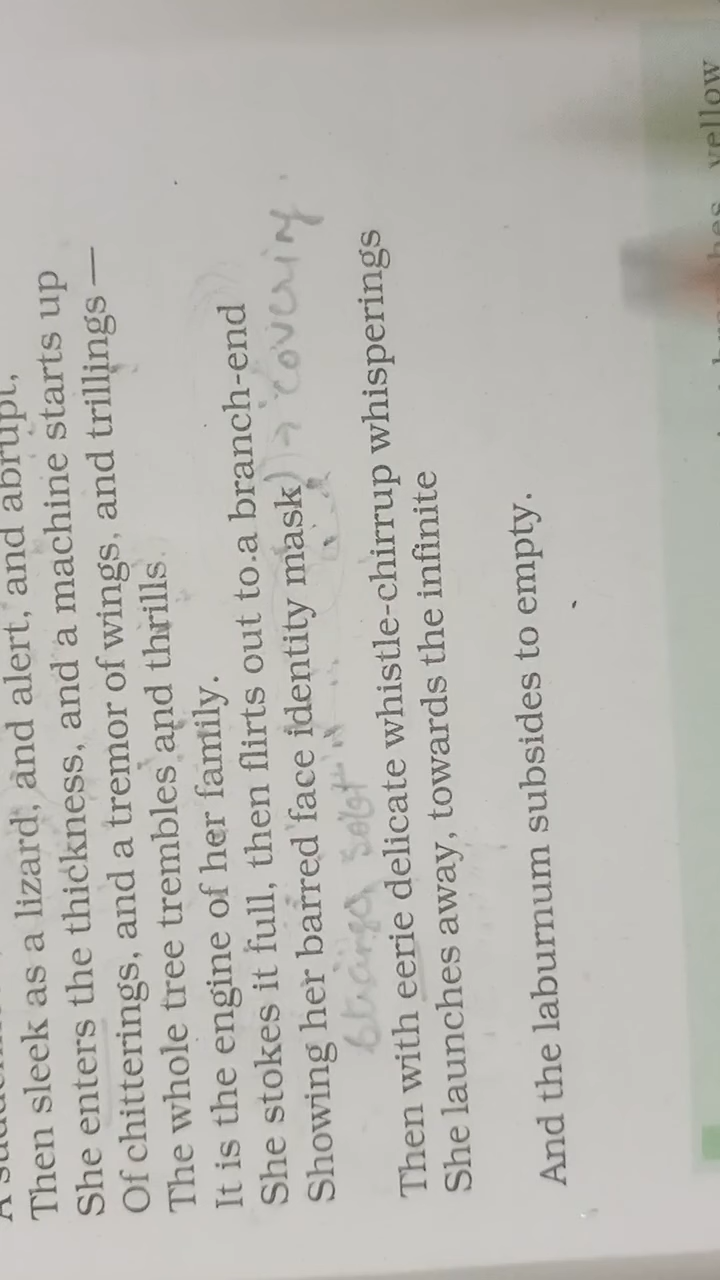 Then sleek as a lizard, and alert, and abrupt,
She enters the thickness, and a machine starts up
Of chitterings, and a tremor of wings, and trillings —
The whole tree trembles and thrills.
It is the engine of her family.
She stokes it full, then flirts out to a branch-end
Showing her barred face identity mask) → covering.
Then with eerie delicate whistle-chirrup whisperings
She launches away, towards the infinite
And the laburnum subsides to empty.
yellow